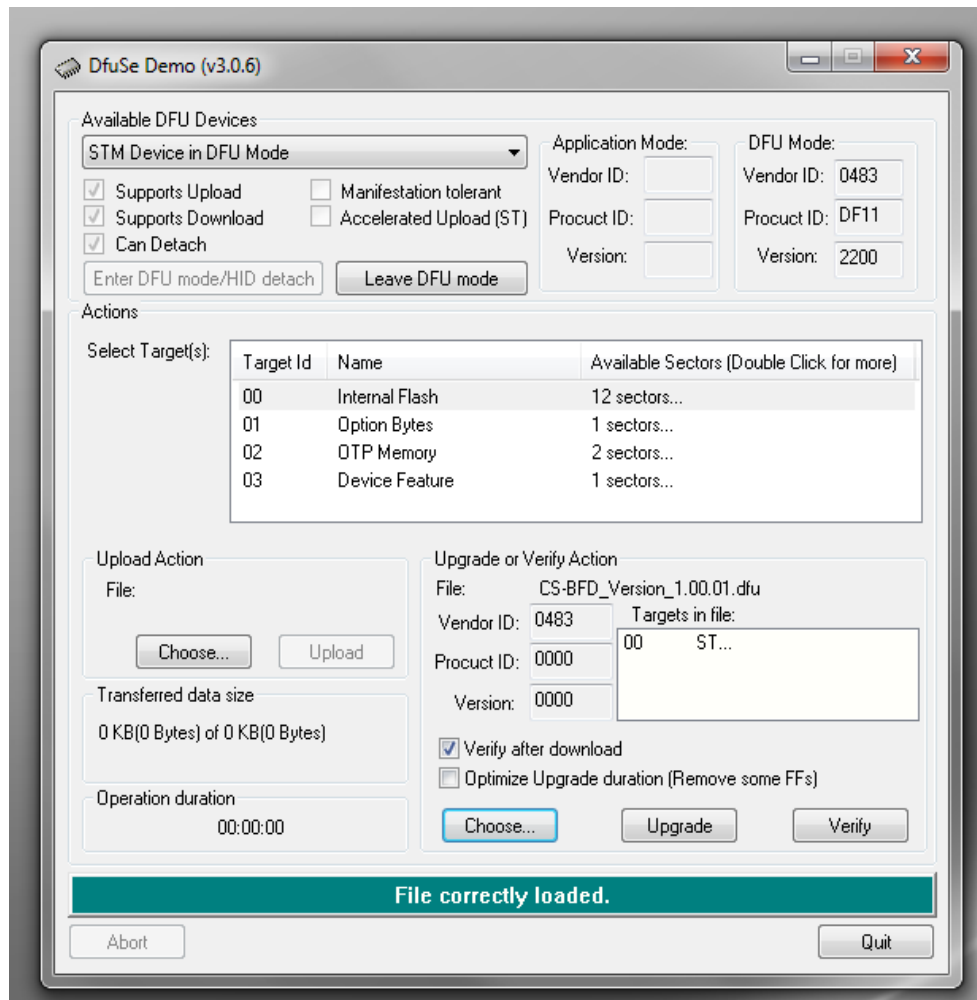 DfuSe Demo (v3.0.6)
Available DFU Devices
STM Device in DFU Mode
Supports Upload
Manifestation tolerant
Supports Download
Accelerated Upload (ST)
Can Detach
Enter DFU mode/HID detach
Leave DFU mode
Application Mode:
Vendor ID:
Procuct ID:
Version:
DFU Mode:
Vendor ID: 0483
Procuct ID: DF11
Version: 2200
Actions
Select Target(s):
Target Id Name Available Sectors (Double Click for more)
00 Internal Flash 12 sectors...
01 Option Bytes 1 sectors...
02 OTP Memory 2 sectors...
03 Device Feature 1 sectors...
Upload Action
File:
Choose... Upload
Transferred data size
0 KB(0 Bytes) of 0 KB(0 Bytes)
Operation duration
00:00:00
Upgrade or Verify Action
File: CS-BFD_Version_1.00.01.dfu
Vendor ID: 0483
Procuct ID: 0000
Version: 0000
Targets in file:
00 ST...
Verify after download
Optimize Upgrade duration (Remove some FFs)
Choose... Upgrade Verify
File correctly loaded.
Abort Quit